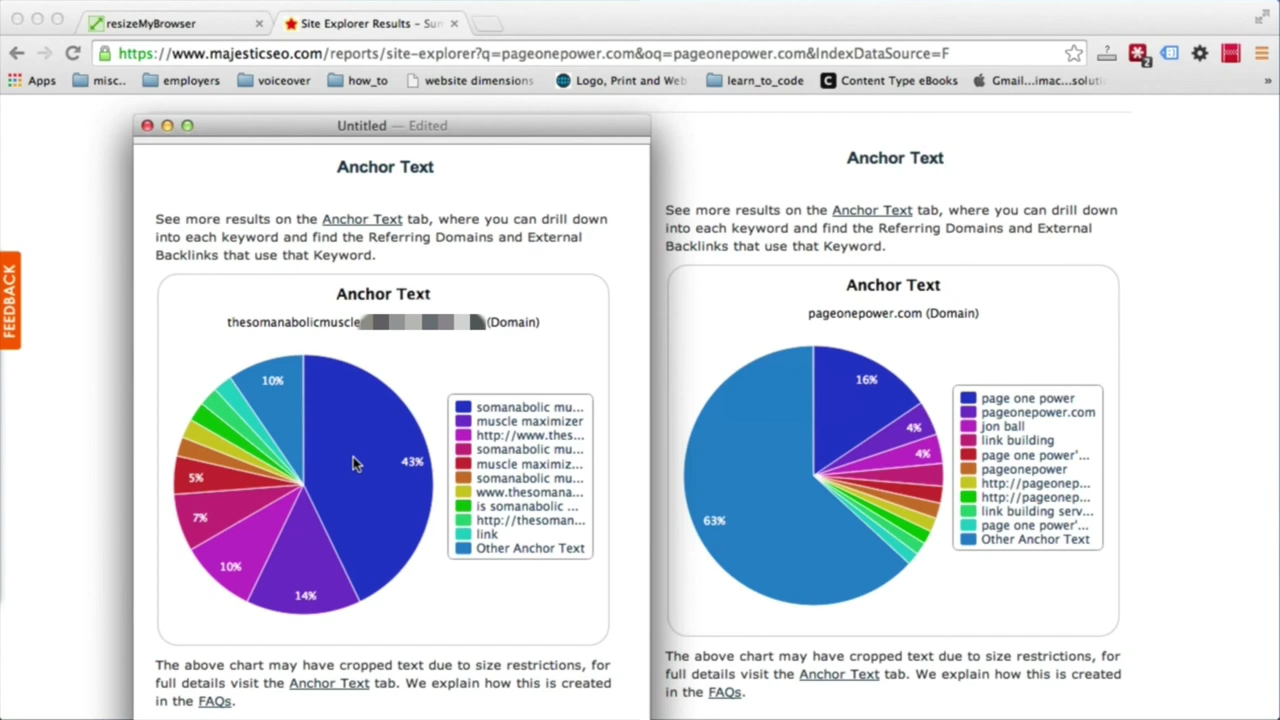 resizeMyBrowser
Site Explorer Results – Sun
https://www.majesticseo.com/reports/site-explorer?q=pageonepower.com&oq=pageonepower.com&IndexDataSource=F
2
Apps misc.. employers voiceover how_to website dimensions Logo, Print and Web learn_to_code Content Type eBooks Gmail...imac...soluti »
FEEDBACK
Untitled — Edited
Anchor Text
See more results on the Anchor Text tab, where you can drill down
into each keyword and find the Referring Domains and External
Backlinks that use that Keyword.
Anchor Text
thesomanabolicmuscle (Domain)
10%
43%
5%
7%
10%
14%
somanabolic mu...
muscle maximizer
http://www.thes...
somanabolic mu...
muscle maximiz...
somanabolic mu...
www.thesomana...
is somanabolic ...
http://thesoman...
link
Other Anchor Text
The above chart may have cropped text due to size restrictions, for
full details visit the Anchor Text tab. We explain how this is created
in the FAQs.
Anchor Text
See more results on the Anchor Text tab, where you can drill down
into each keyword and find the Referring Domains and External
Backlinks that use that Keyword.
Anchor Text
pageonepower.com (Domain)
16%
4%
4%
63%
page one power
pageonepower.com
jon ball
link building
page one power'...
pageonepower
http://pageonep...
http://pageonep...
link building serv...
page one power'...
Other Anchor Text
The above chart may have cropped text due to size restrictions, for
full details visit the Anchor Text tab. We explain how this is created
in the FAQs.